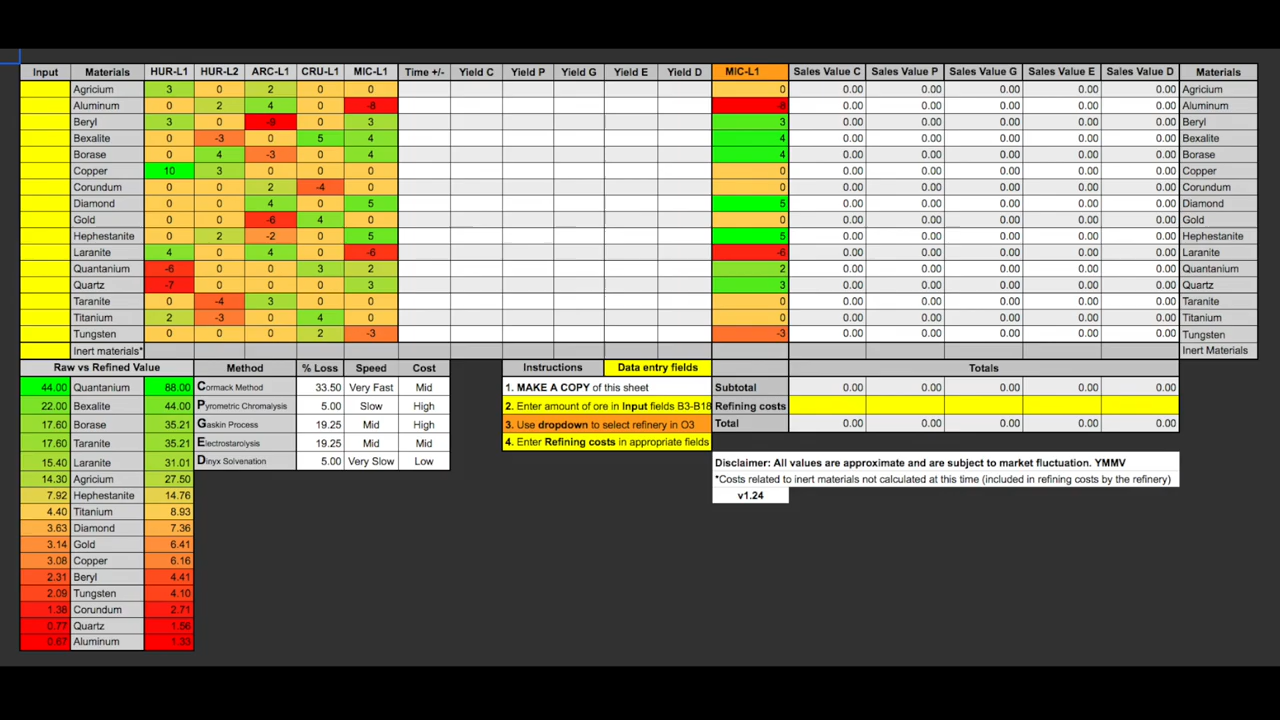 Input Materials HUR-L1 HUR-L2 ARC-L1 CRU-L1 MIC-L1 Time +/- Yield C Yield P Yield G Yield E Yield D MIC-L1 Sales Value C Sales Value P Sales Value G Sales Value E Sales Value D Materials
Agricium 3 0 2 0 0 0 0.00 0.00 0.00 0.00 0.00 Agricium
Aluminum 0 2 4 0 -8 -8 0.00 0.00 0.00 0.00 0.00 Aluminum
Beryl 3 0 -9 0 3 3 0.00 0.00 0.00 0.00 0.00 Beryl
Bexalite 0 -3 0 5 4 4 0.00 0.00 0.00 0.00 0.00 Bexalite
Borase 0 4 -3 0 4 4 0.00 0.00 0.00 0.00 0.00 Borase
Copper 10 3 0 0 0 0 0.00 0.00 0.00 0.00 0.00 Copper
Corundum 0 0 2 -4 0 0 0.00 0.00 0.00 0.00 0.00 Corundum
Diamond 0 0 4 0 5 5 0.00 0.00 0.00 0.00 0.00 Diamond
Gold 0 0 -6 4 0 0 0.00 0.00 0.00 0.00 0.00 Gold
Hephestanite 0 2 -2 0 5 5 0.00 0.00 0.00 0.00 0.00 Hephestanite
Laranite 4 0 4 0 -6 -6 0.00 0.00 0.00 0.00 0.00 Laranite
Quantanium -6 0 0 3 2 2 0.00 0.00 0.00 0.00 0.00 Quantanium
Quartz -7 0 0 0 3 3 0.00 0.00 0.00 0.00 0.00 Quartz
Taranite 0 -4 3 0 0 0 0.00 0.00 0.00 0.00 0.00 Taranite
Titanium 2 -3 0 4 0 0 0.00 0.00 0.00 0.00 0.00 Titanium
Tungsten 0 0 0 2 -3 -3 0.00 0.00 0.00 0.00 0.00 Tungsten
Inert materials* Inert Materials
Raw vs Refined Value Method % Loss Speed Cost Instructions Data entry fields Totals
44.00 Quantanium 88.00 Cormack Method 33.50 Very Fast Mid 1. MAKE A COPY of this sheet Subtotal 0.00 0.00 0.00 0.00 0.00
22.00 Bexalite 44.00 Pyrometric Chromalysis 5.00 Slow High 2. Enter amount of ore in Input fields B3-B18 Refining costs
17.60 Borase 35.21 Gaskin Process 19.25 Mid High 3. Use dropdown to select refinery in O3 Total 0.00 0.00 0.00 0.00 0.00
17.60 Taranite 35.21 Electrostarolysis 19.25 Mid Mid 4. Enter Refining costs in appropriate fields
15.40 Laranite 31.01 Dinyx Solvenation 5.00 Very Slow Low Disclaimer: All values are approximate and are subject to market fluctuation. YMMV
14.30 Agricium 27.50 *Costs related to inert materials not calculated at this time (included in refining costs by the refinery)
7.92 Hephestanite 14.76 v1.24
4.40 Titanium 8.93
3.63 Diamond 7.36
3.14 Gold 6.41
3.08 Copper 6.16
2.31 Beryl 4.41
2.09 Tungsten 4.10
1.38 Corundum 2.71
0.77 Quartz 1.56
0.67 Aluminum 1.33